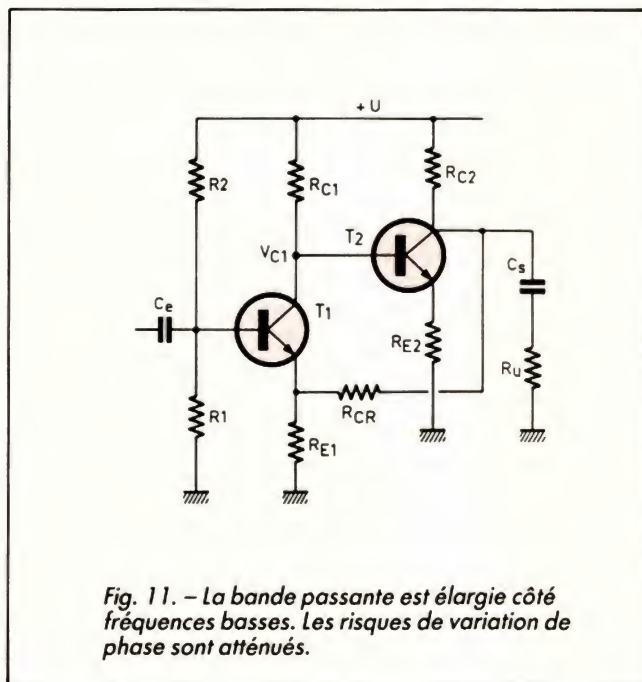 + U
R2
RC1
RC2
T2
VC1
Ce
T1
Cs
RE2
Ru
R1
RCR
RE1
Fig. 11. – La bande passante est élargie côté
fréquences basses. Les risques de variation de
phase sont atténués.